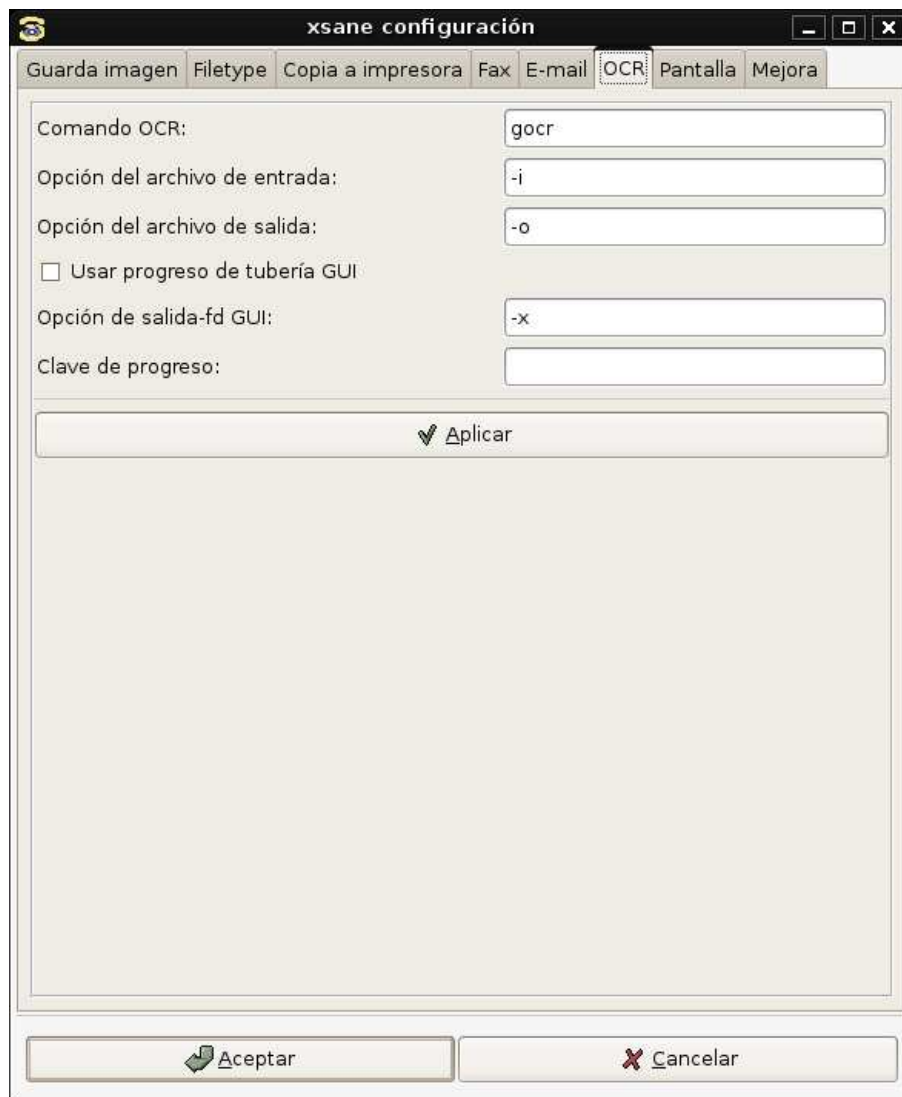 xsane configuración
Guarda imagen Filetype Copia a impresora Fax E-mail OCR Pantalla Mejora
Comando OCR: gocr
Opción del archivo de entrada: -i
Opción del archivo de salida: -o
Usar progreso de tubería GUI
Opción de salida-fd GUI: -x
Clave de progreso:
Aplicar
Aceptar Cancelar